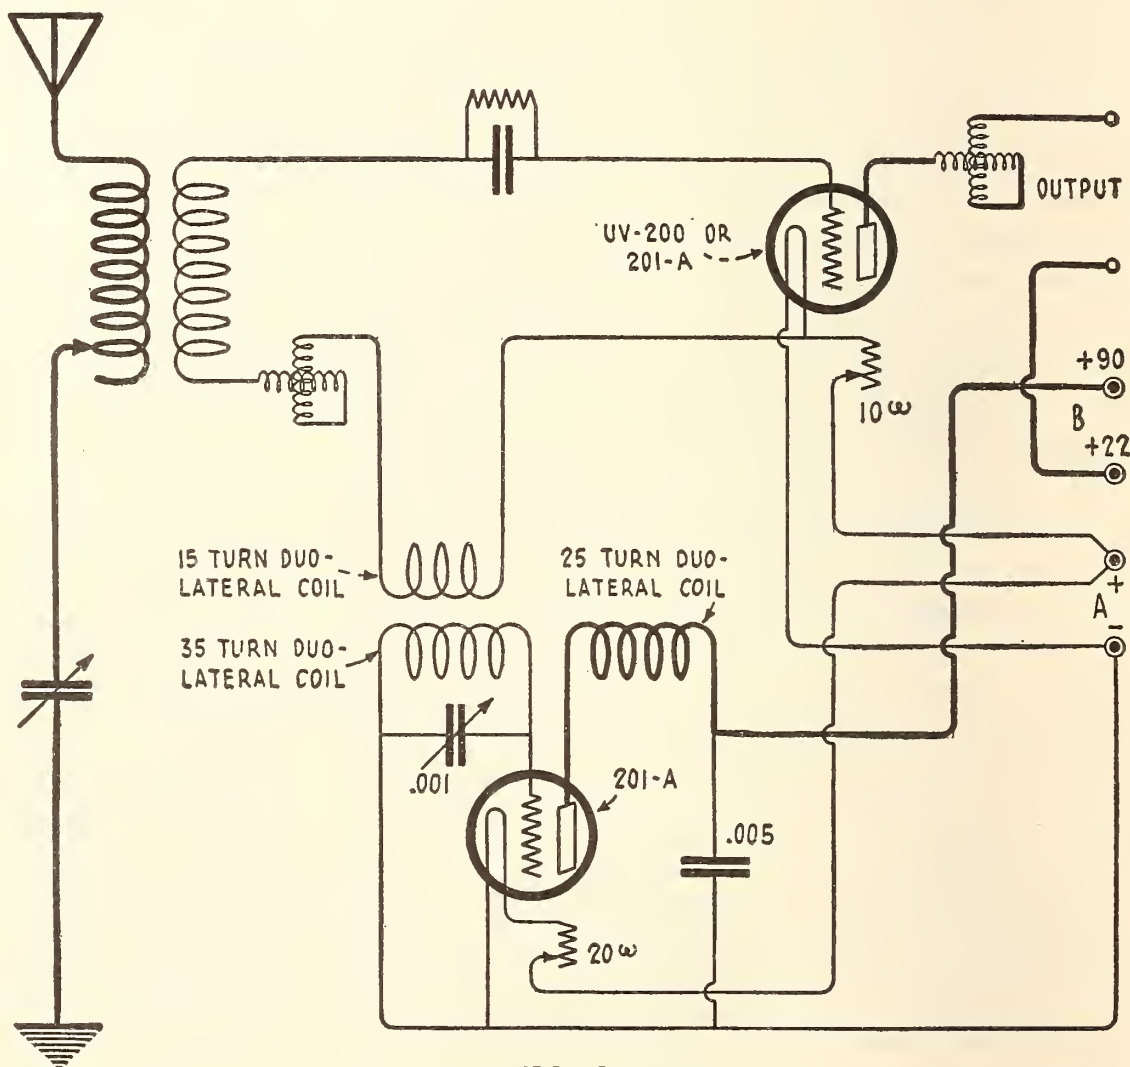 OUTPUT
UV-200 OR
201-A
+90
10ω
B
+22
15 TURN DUO-
LATERAL COIL
25 TURN DUO-
LATERAL COIL
+
A
-
35 TURN DUO-
LATERAL COIL
.001
201-A
.005
20ω